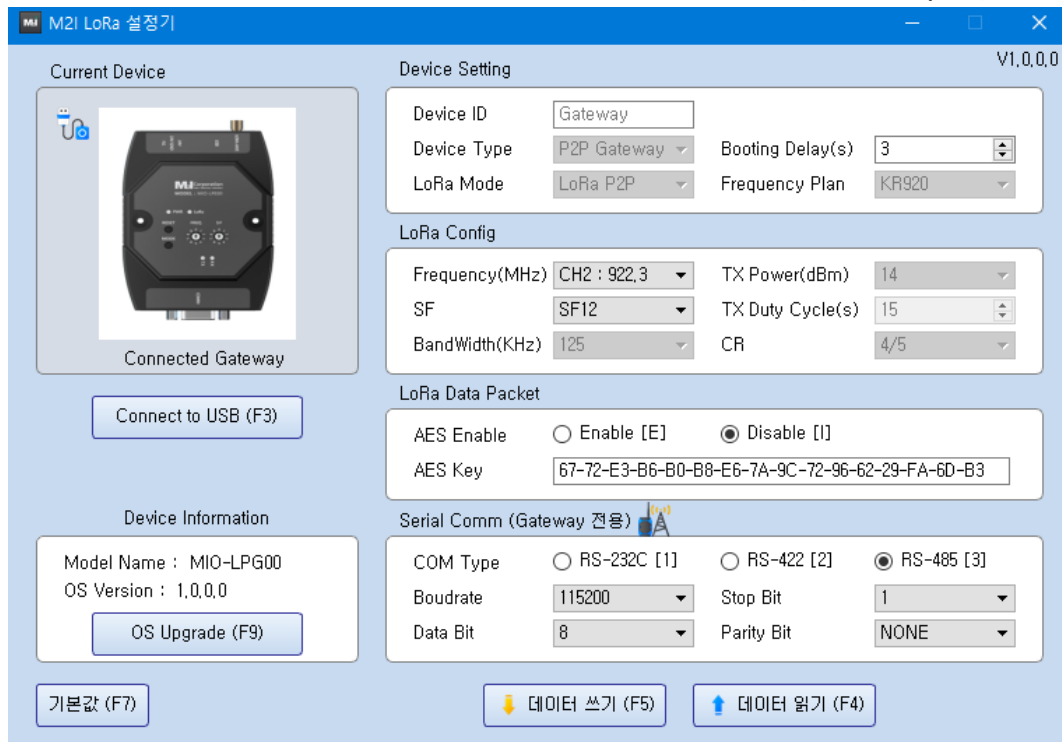 M2I LoRa 설정기
V1,0,0,0
Current Device
M2I Corporation
Connected Gateway
Connect to USB (F3)
Device Information
Model Name : MIO-LPG00
OS Version : 1,0,0,0
OS Upgrade (F9)
기본값 (F7)
Device Setting
Device ID Gateway
Device Type P2P Gateway Booting Delay(s) 3
LoRa Mode LoRa P2P Frequency Plan KR920
LoRa Config
Frequency(MHz) CH2 : 922,3 TX Power(dBm) 14
SF SF12 TX Duty Cycle(s) 15
BandWidth(KHz) 125 CR 4/5
LoRa Data Packet
AES Enable Enable [E] Disable [I]
AES Key 67-72-E3-B6-B0-B8-E6-7A-9C-72-96-62-29-FA-6D-B3
Serial Comm (Gateway 전용)
COM Type RS-232C [1] RS-422 [2] RS-485 [3]
Boudrate 115200 Stop Bit 1
Data Bit 8 Parity Bit NONE
데이터 쓰기 (F5) 데이터 읽기 (F4)